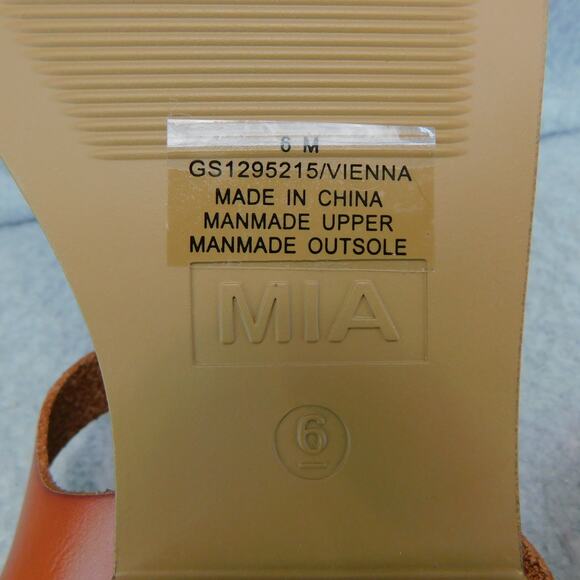 6 M
GS1295215/VIENNA
MADE IN CHINA
MANMADE UPPER
MANMADE OUTSOLE
MIA
6